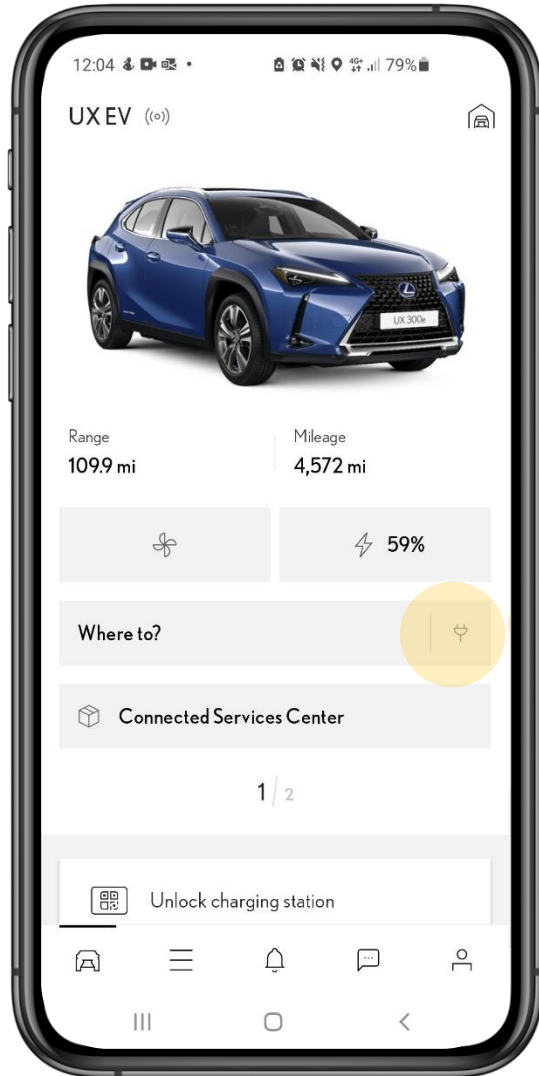 12:04 79%
UX EV
UX 300e
Range Mileage
109.9 mi 4,572 mi
59%
Where to?
Connected Services Center
1 / 2
Unlock charging station